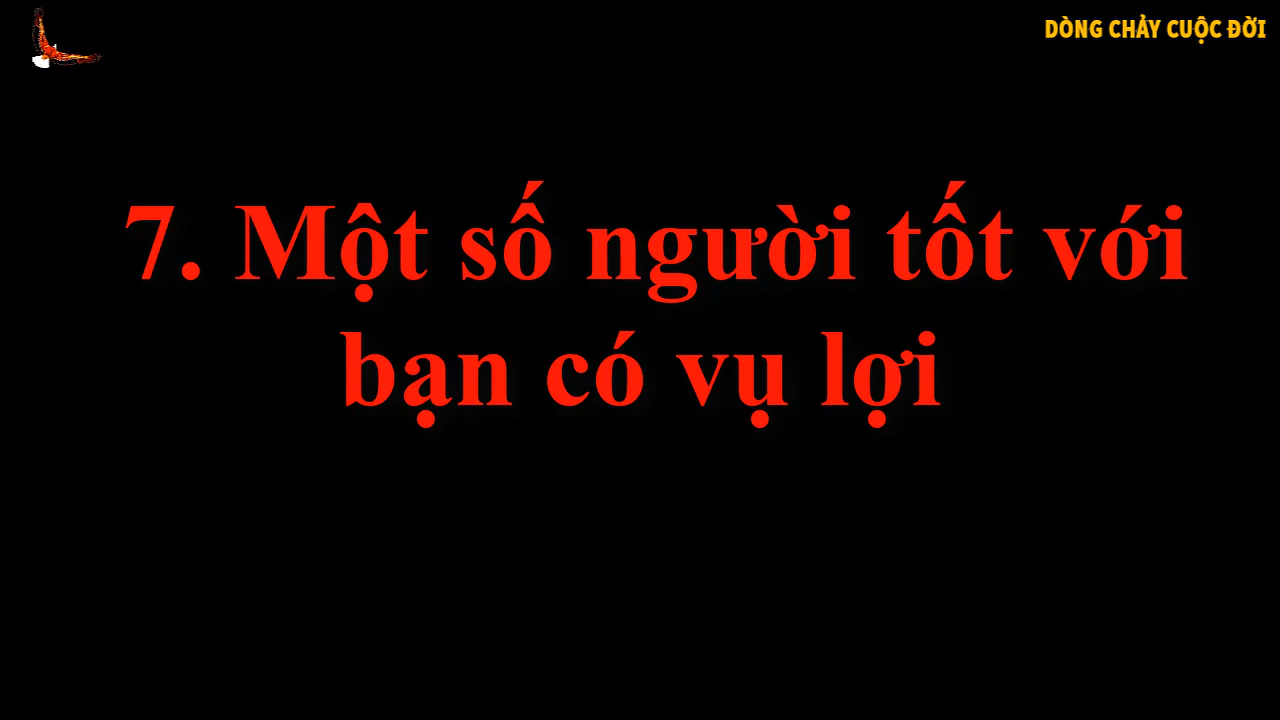 DÒNG CHẢY CUỘC ĐỜI
7. Một số người tốt với
bạn có vụ lợi